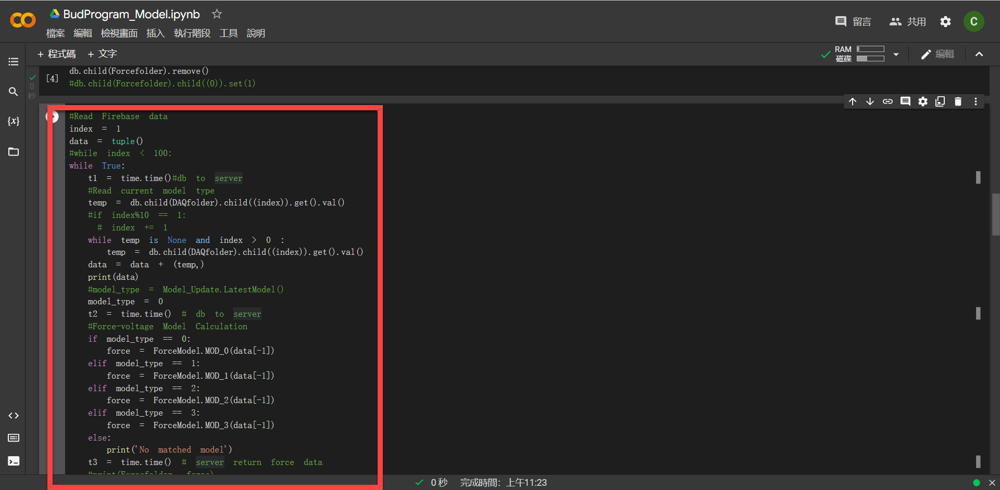 BudProgram_Model.ipynb
檔案 編輯 檢視畫面 插入 執行階段 工具 說明
留言 共用 C
+ 程式碼 + 文字
RAM
磁碟
編輯
db.child(Forcefolder).remove()
[4]
#db.child(Forcefolder).child((0)).set(1)
0
秒
{x}
#Read Firebase data
index = 1
data = tuple()
#while index < 100:
while True:
t1 = time.time()#db to server
#Read current model type
temp = db.child(DAQfolder).child((index)).get().val()
#if index%10 == 1:
# index += 1
while temp is None and index > 0 :
temp = db.child(DAQfolder).child((index)).get().val()
data = data + (temp,)
print(data)
#model_type = Model_Update.LatestModel()
model_type = 0
t2 = time.time() # db to server
#Force-voltage Model Calculation
if model_type == 0:
force = ForceModel.MOD_0(data[-1])
elif model_type == 1:
force = ForceModel.MOD_1(data[-1])
elif model_type == 2:
force = ForceModel.MOD_2(data[-1])
elif model_type == 3:
force = ForceModel.MOD_3(data[-1])
else:
print('No matched model')
t3 = time.time() # server return force data
#print(Forcefolder, force)
0 秒 完成時間：上午11:23